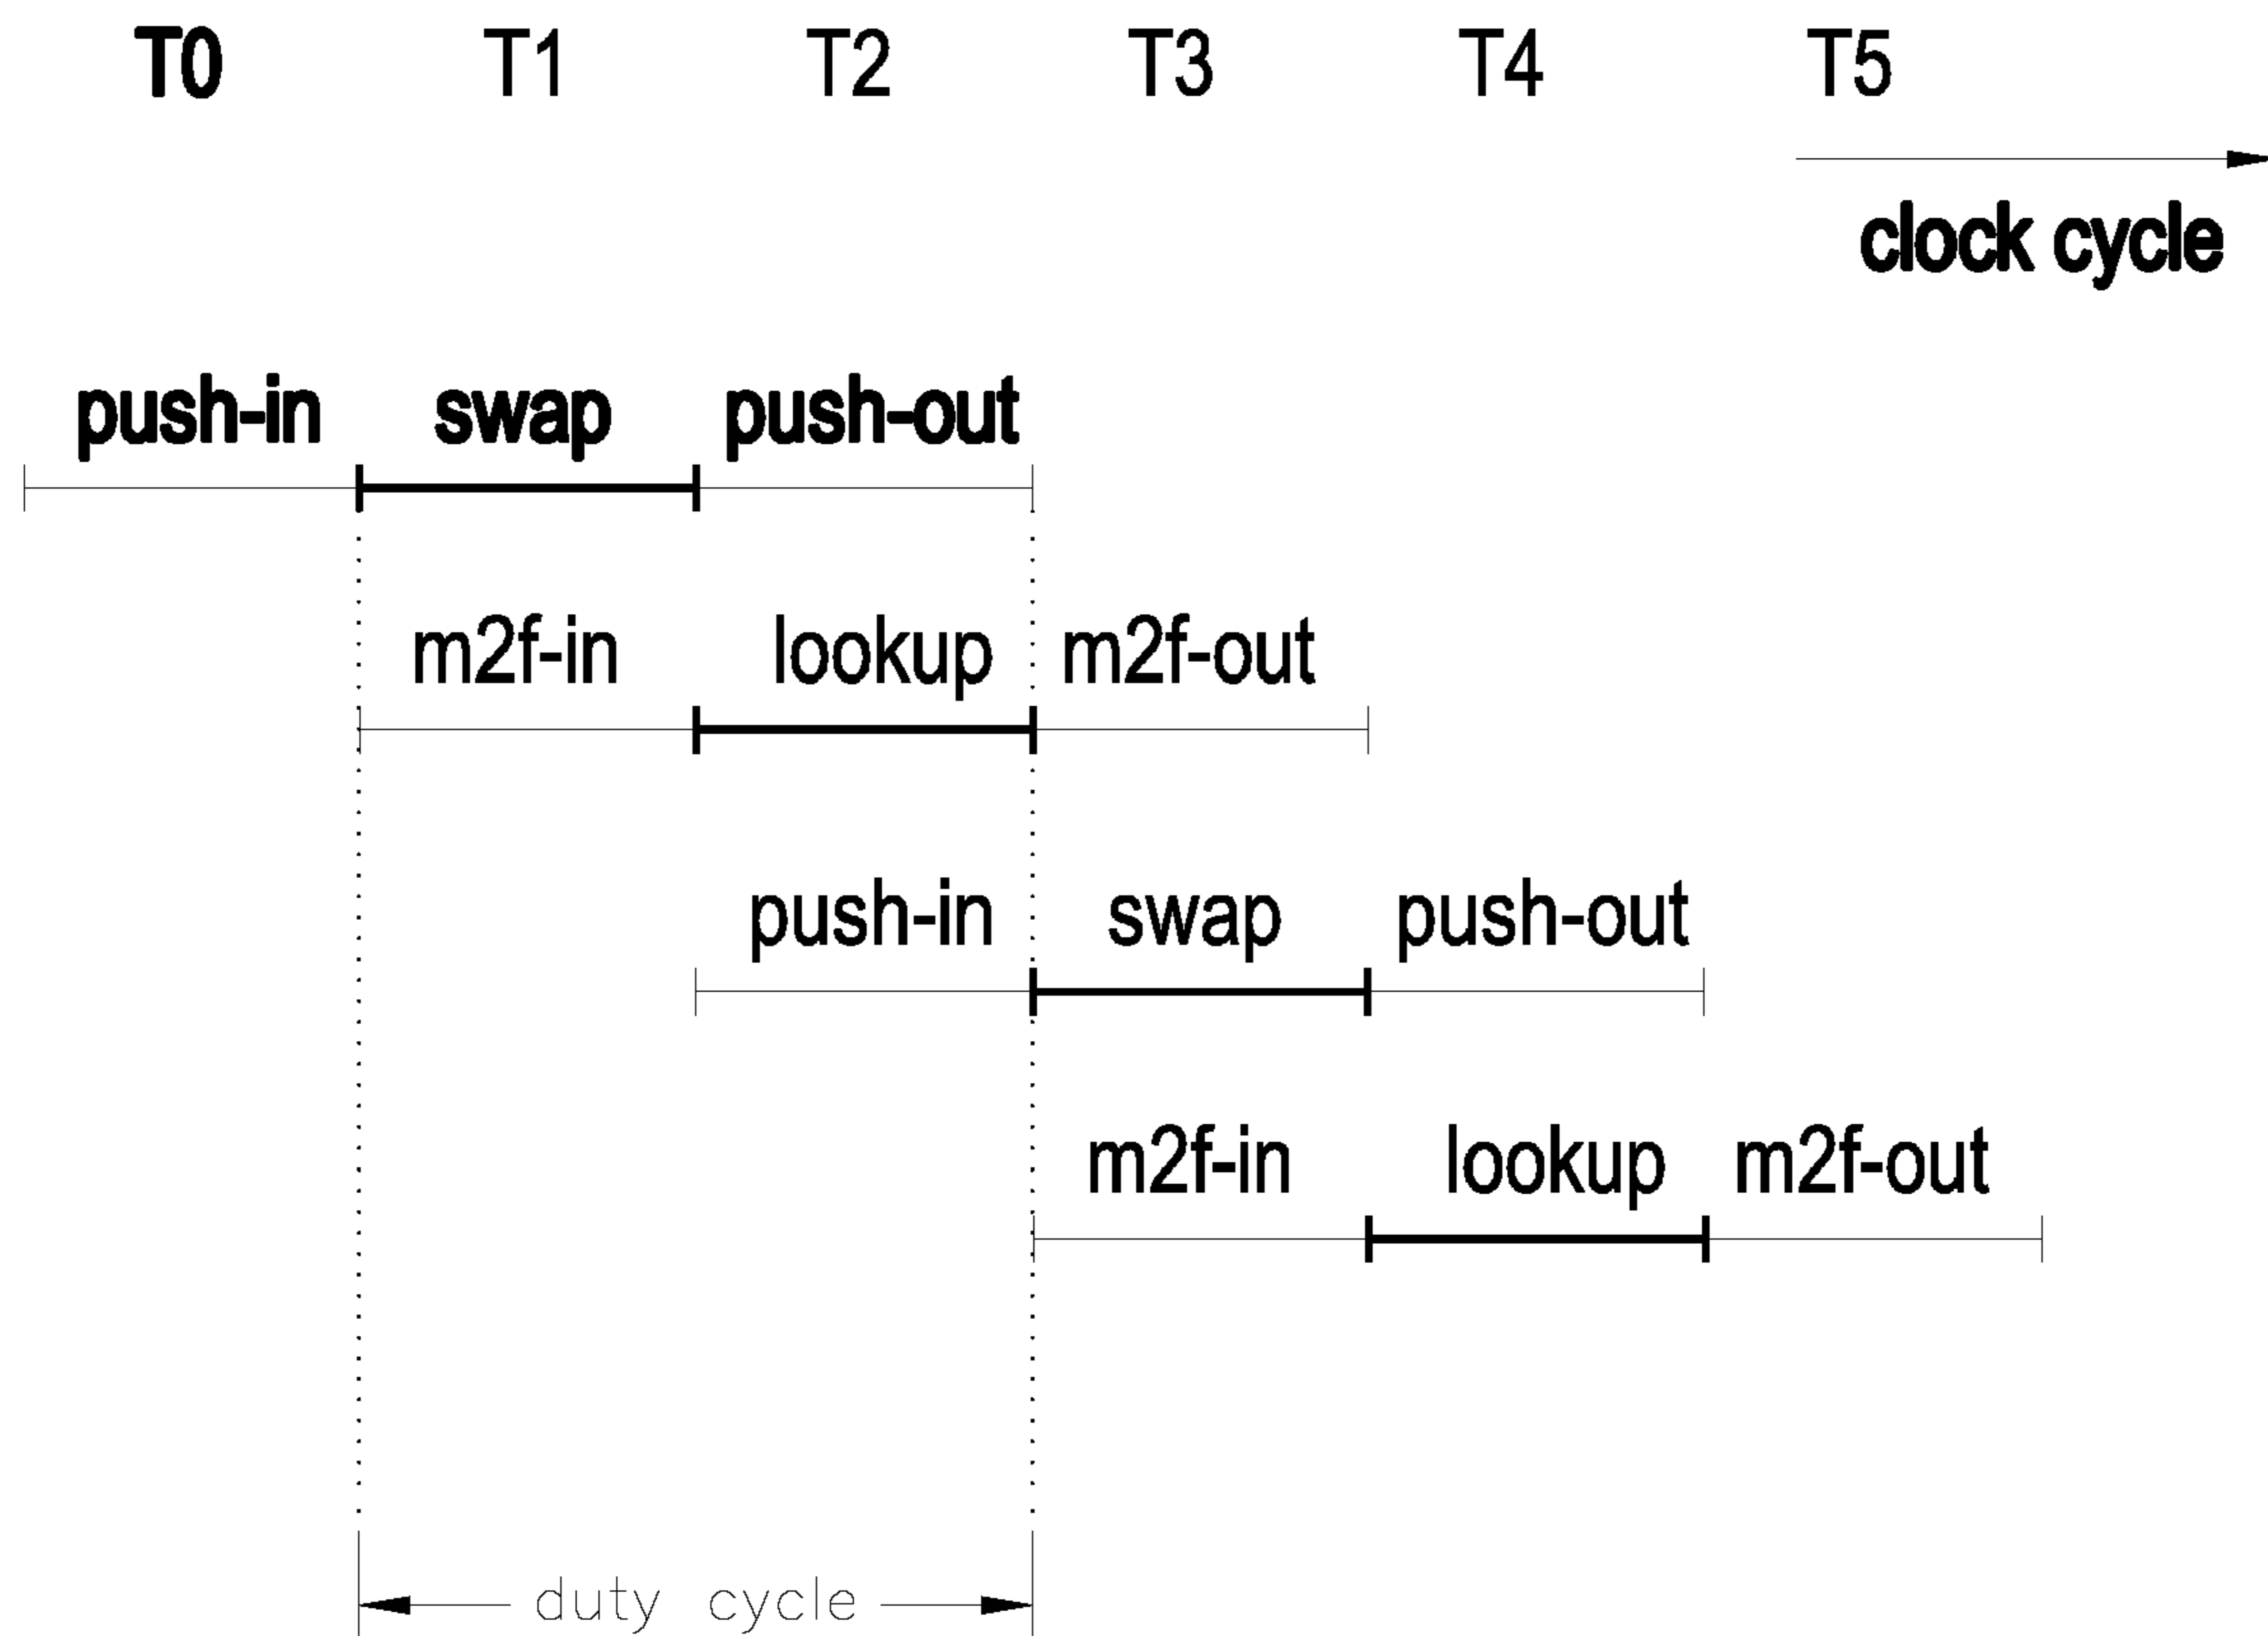 T0 T1 T2 T3 T4 T5
clock cycle
push-in swap push-out
m2f-in lookup m2f-out
push-in swap push-out
m2f-in lookup m2f-out
duty cycle